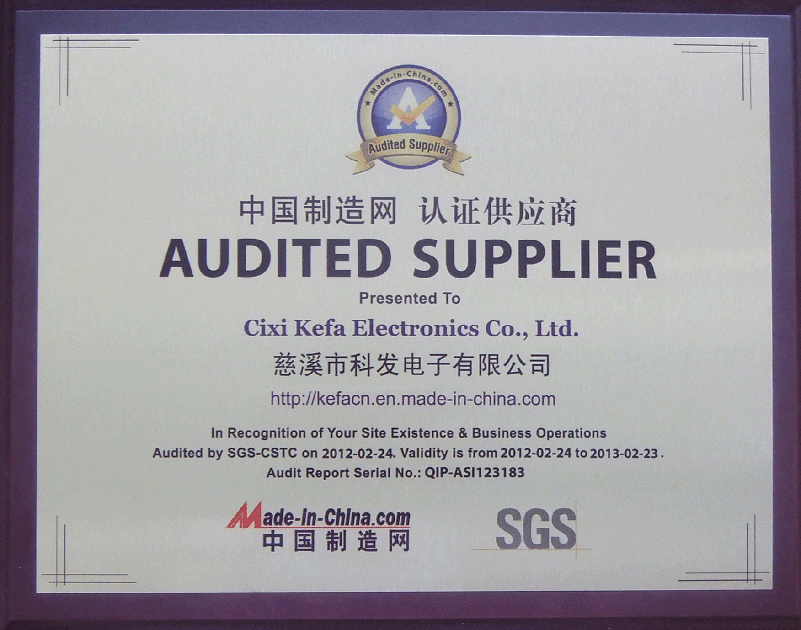 Made-in-China.com
Audited Supplier
中国制造网 认证供应商
AUDITED SUPPLIER
Presented To
Cixi Kefa Electronics Co., Ltd.
慈溪市科发电子有限公司
http://kefacn.en.made-in-china.com
In Recognition of Your Site Existence & Business Operations
Audited by SGS-CSTC on 2012-02-24. Validity is from 2012-02-24 to 2013-02-23.
Audit Report Serial No.: QIP-ASI123183
Made-in-China.com
中国制造网
SGS